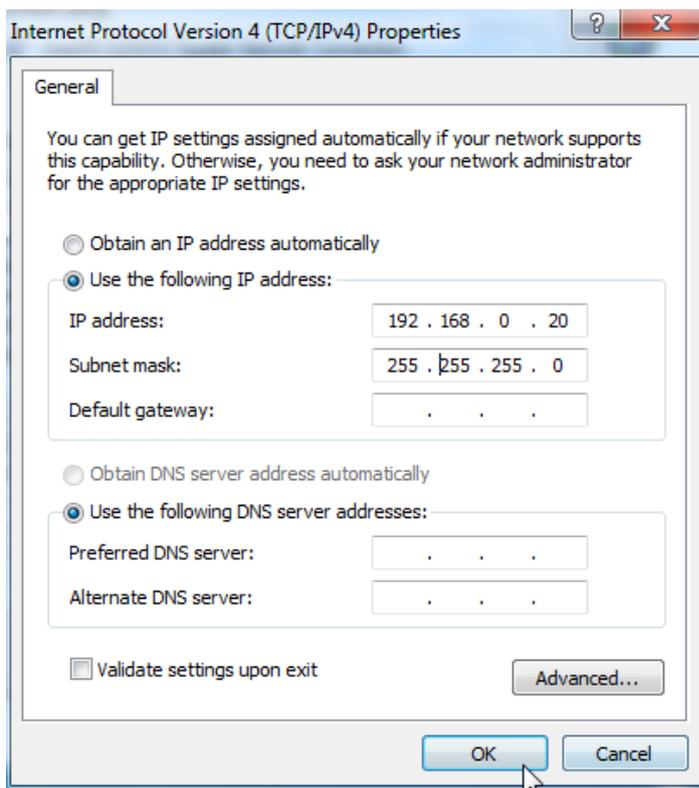 Internet Protocol Version 4 (TCP/IPv4) Properties
?
X
General
You can get IP settings assigned automatically if your network supports
this capability. Otherwise, you need to ask your network administrator
for the appropriate IP settings.
Obtain an IP address automatically
Use the following IP address:
IP address: 192 . 168 . 0 . 20
Subnet mask: 255 . 255 . 255 . 0
Default gateway: . . .
Obtain DNS server address automatically
Use the following DNS server addresses:
Preferred DNS server: . . .
Alternate DNS server: . . .
Validate settings upon exit
Advanced...
OK Cancel